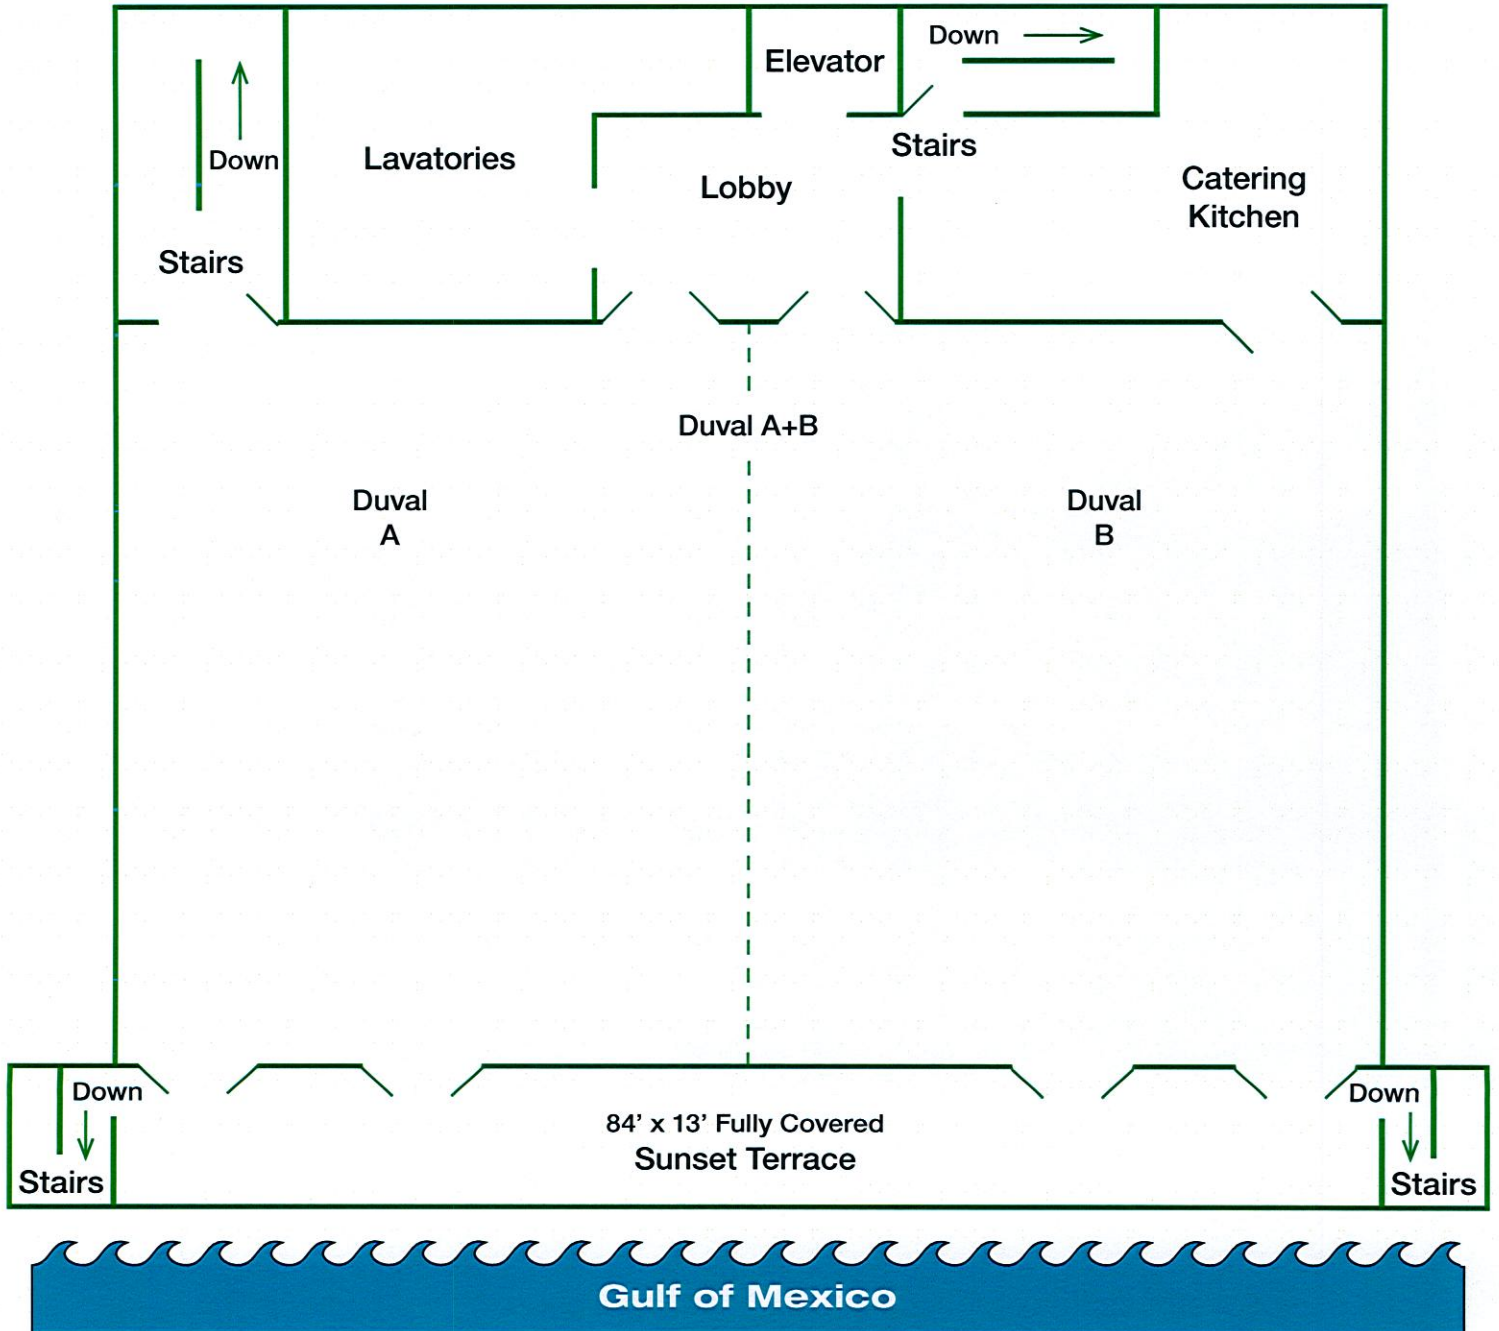 Down
Elevator
Down
Lavatories
Stairs
Lobby
Catering
Kitchen
Stairs
Duval A+B
Duval
A
Duval
B
Down
Down
84’ x 13’ Fully Covered
Sunset Terrace
Stairs
Stairs
Gulf of Mexico